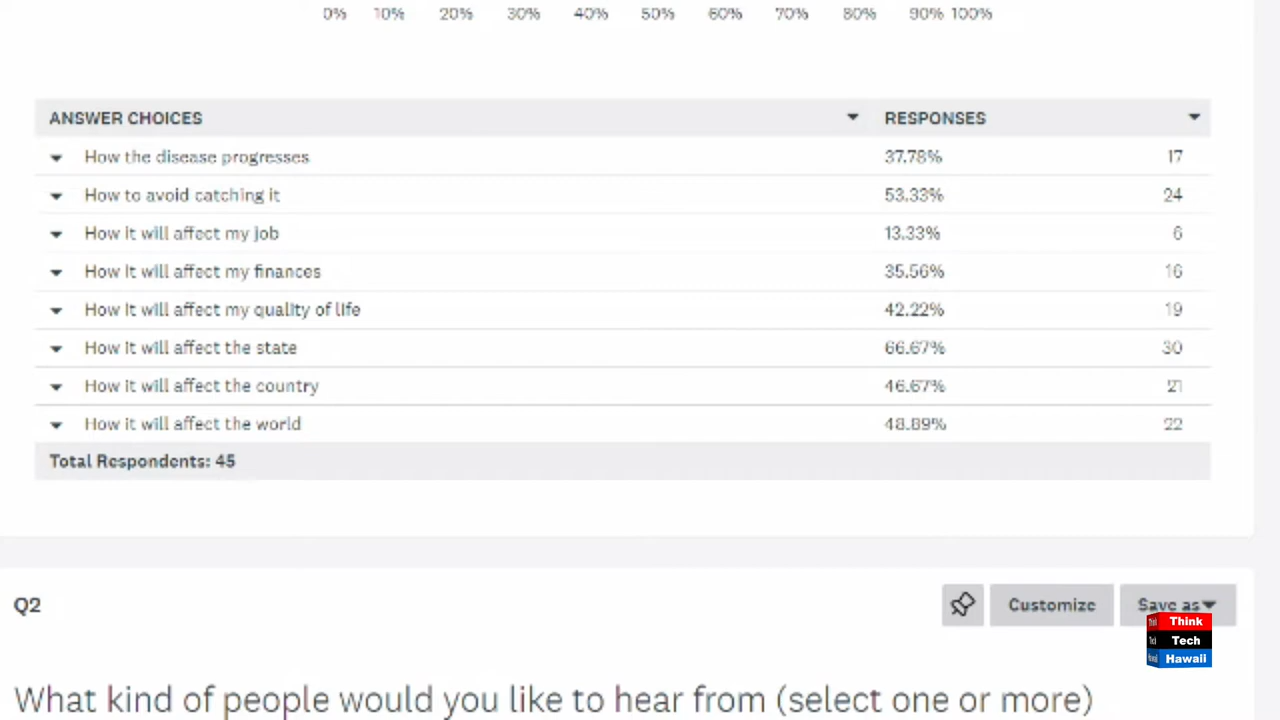 0% 10% 20% 30% 40% 50% 60% 70% 80% 90% 100%
ANSWER CHOICES RESPONSES
How the disease progresses 37.78% 17
How to avoid catching it 53.33% 24
How it will affect my job 13.33% 6
How it will affect my finances 35.56% 16
How it will affect my quality of life 42.22% 19
How it will affect the state 66.67% 30
How it will affect the country 46.67% 21
How it will affect the world 48.89% 22
Total Respondents: 45
Q2 Customize Save as
Think
Tech
Hawaii
What kind of people would you like to hear from (select one or more)